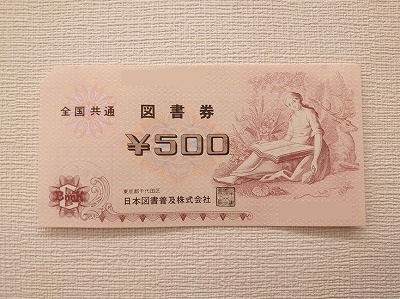 全国共通 図書券
¥500
東京都千代田区
日本図書普及株式会社